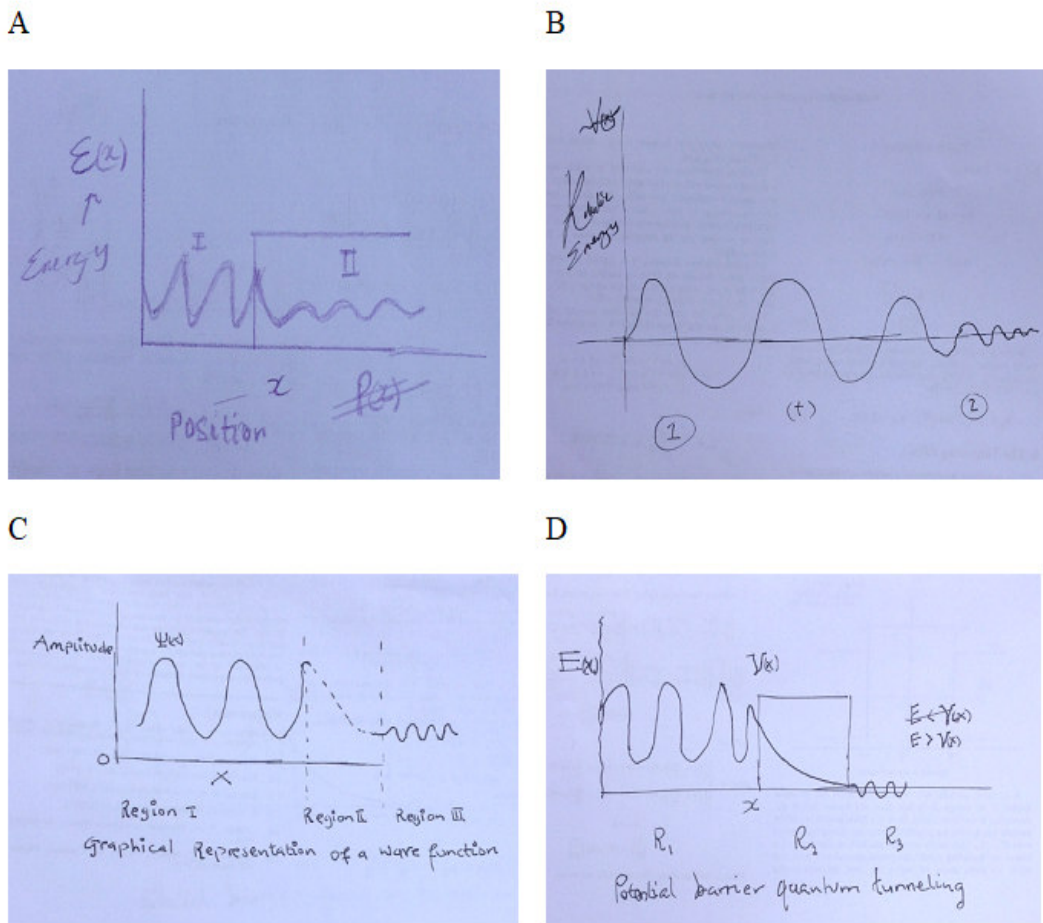 A
B
ε(x)
↑
Energy
I
II
x
Position
Kinetic
Energy
1
(+)
2
C
D
Amplitude
Ψ(x)
0
X
Region I
Region II
Region III
Graphical Representation of a wave function
E(x)
V(x)
E < V(x)
E > V(x)
x
R₁
R₂
R₃
Potential barrier quantum tunneling